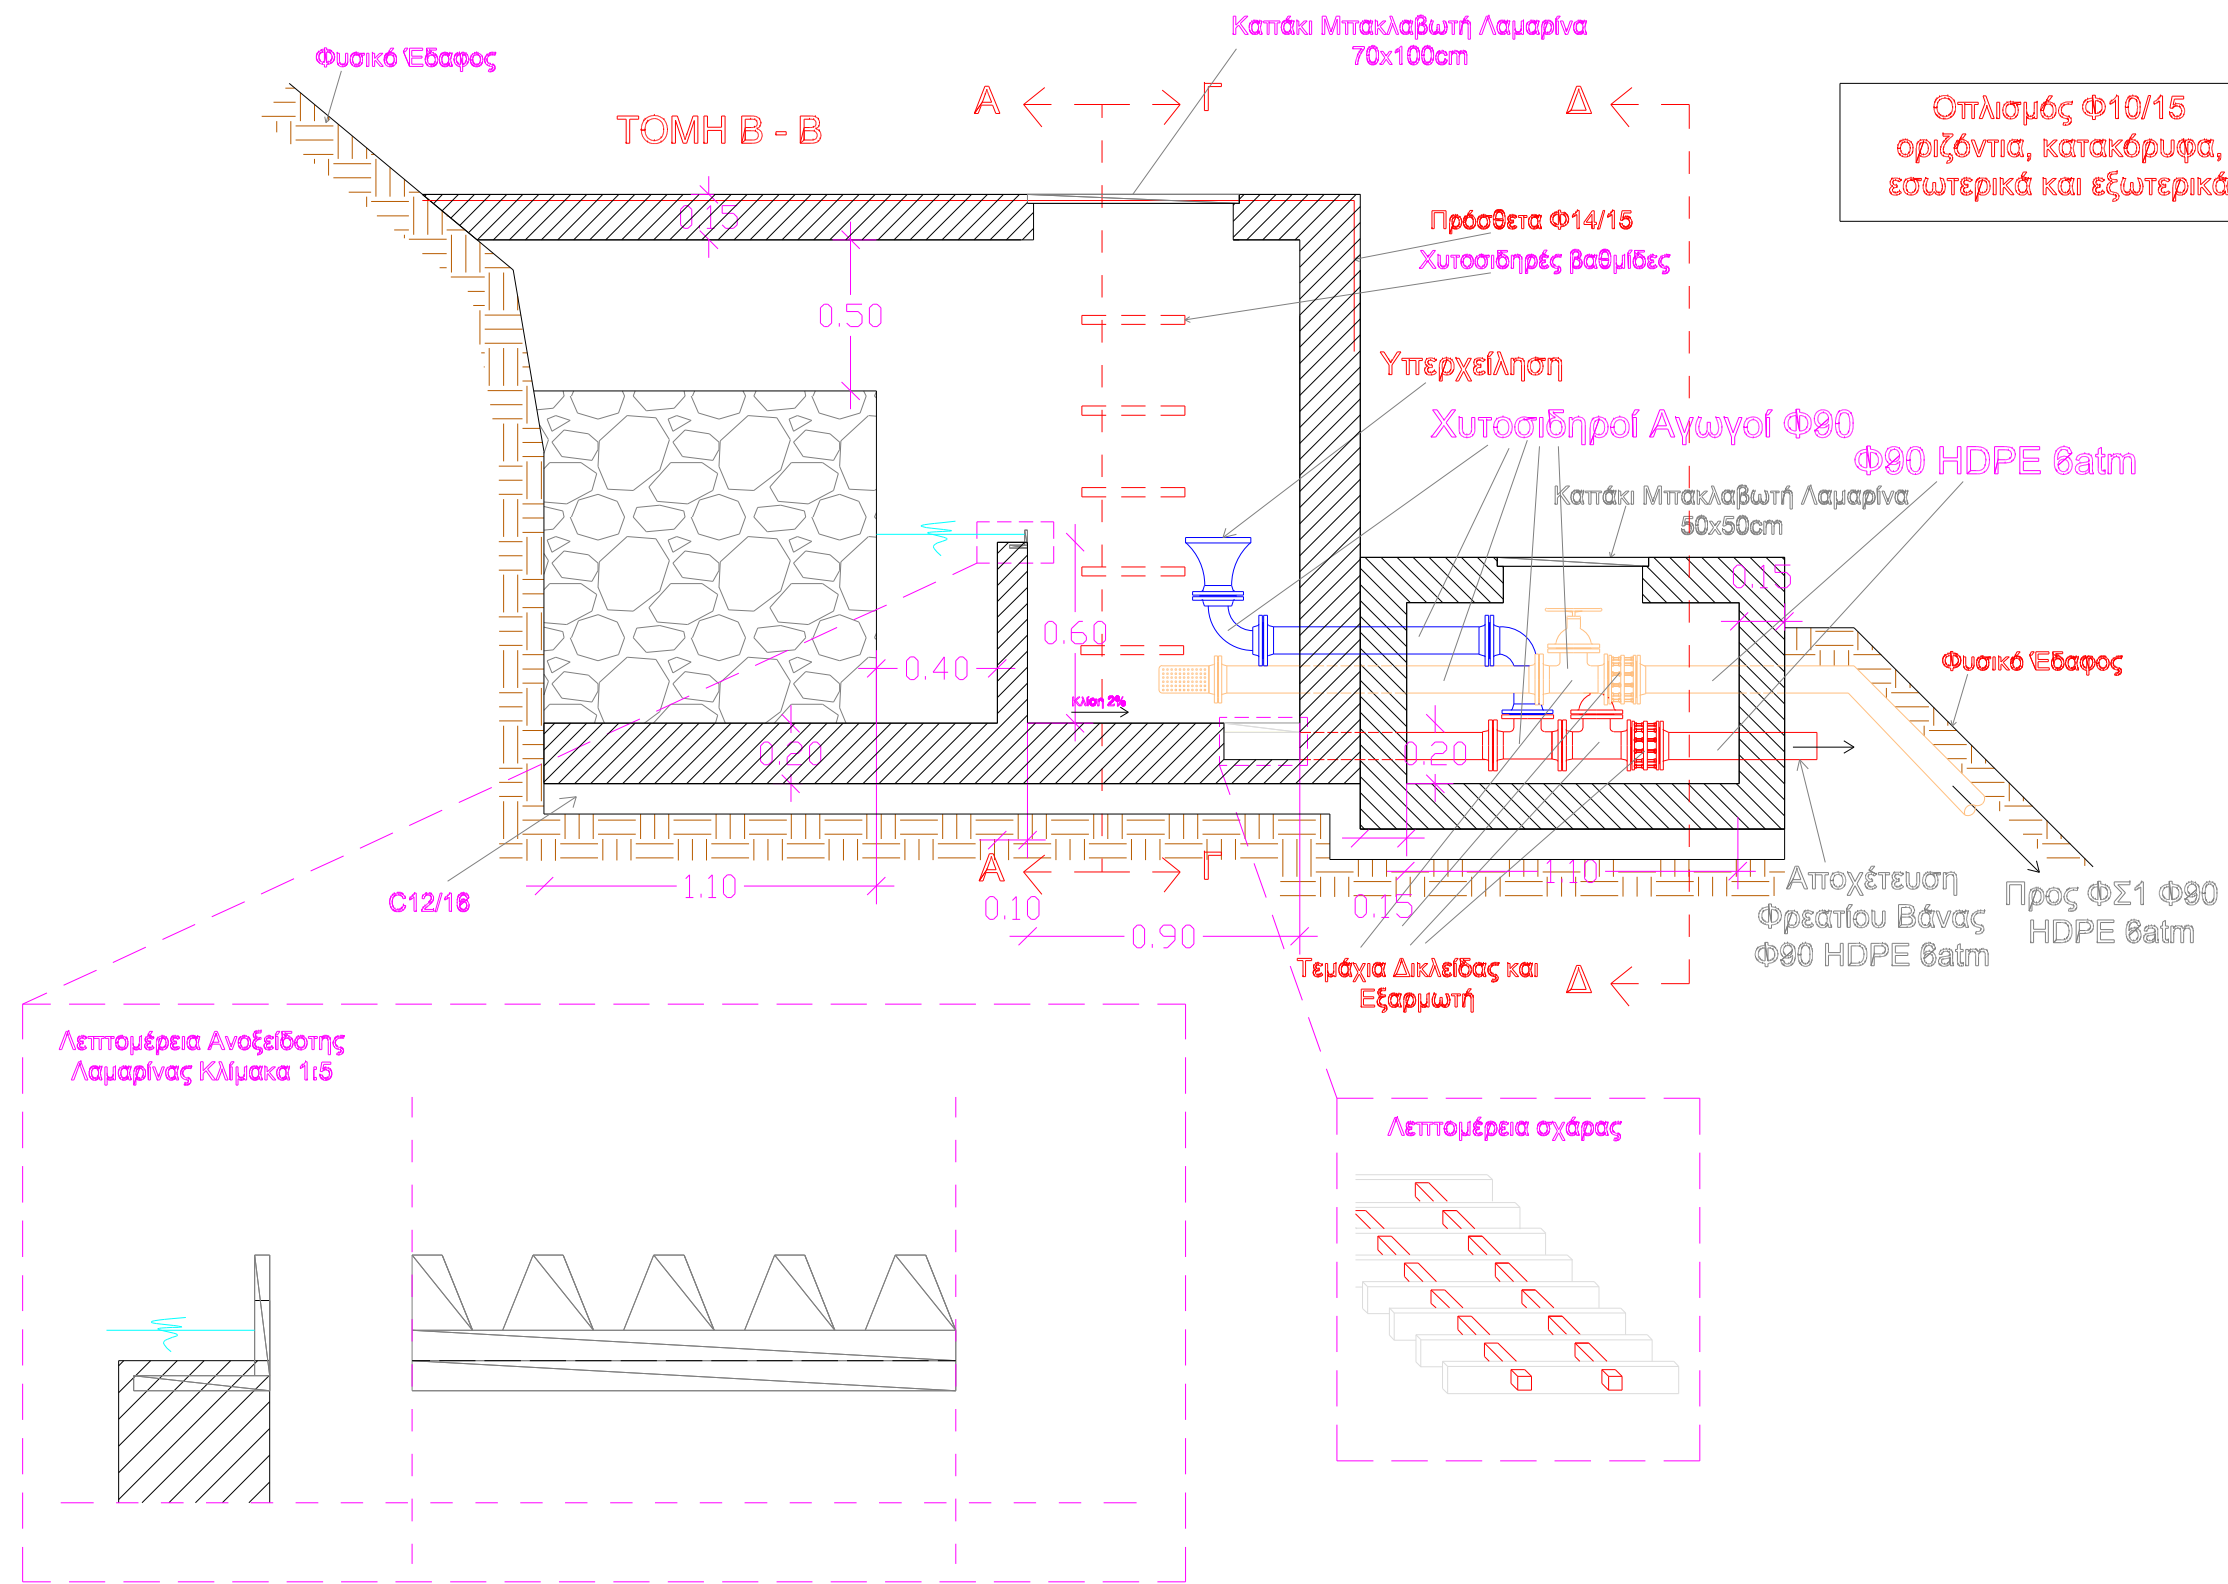 Καπάκι Μπακλαβωτή Λαμαρίνα
70x100cm
Φυσικό Έδαφος
ΤΟΜΗ Β - Β
Α
Γ
Δ
Οπλισμός Φ10/15
οριζόντια, κατακόρυφα,
εσωτερικά και εξωτερικά
0.15
Πρόσθετα Φ14/15
Χυτοσιδηρές βαθμίδες
0.50
Υπερχείληση
Χυτοσιδηροί Αγωγοί Φ90
Φ90 HDPE 6atm
Καπάκι Μπακλαβωτή Λαμαρίνα
50x50cm
0.15
0.60
0.40
Φυσικό Έδαφος
Κλίση 2%
0.20
0.20
Α
Γ
1.10
1.10
C12/16
0.10
0.15
0.90
Αποχέτευση
Φρεατίου Βάνας
Φ90 HDPE 6atm
Προς ΦΣ1 Φ90
HDPE 6atm
Τεμάχια Δικλείδας και
Εξαρμωτή
Δ
Λεπτομέρεια Ανοξείδοτης
Λαμαρίνας Κλίμακα 1:5
Λεπτομέρεια σχάρας